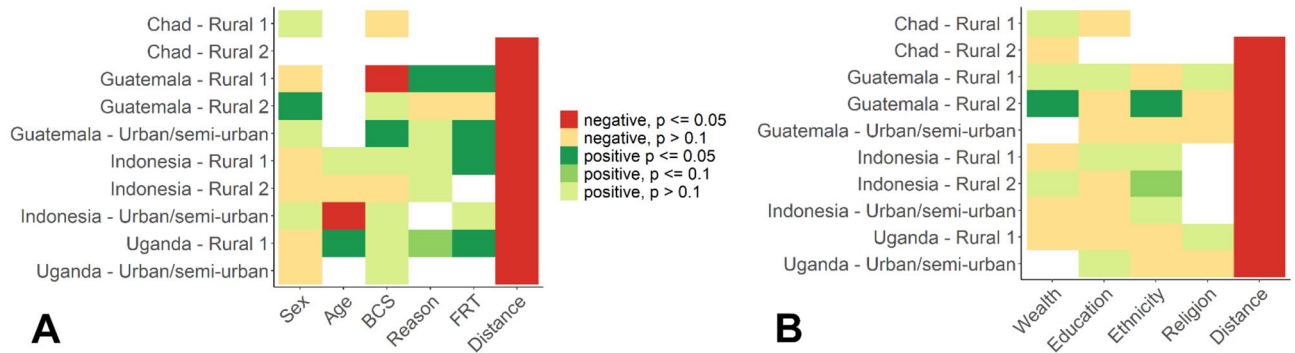 Chad - Rural 1
Chad - Rural 2
Guatemala - Rural 1
Guatemala - Rural 2
Guatemala - Urban/semi-urban
Indonesia - Rural 1
Indonesia - Rural 2
Indonesia - Urban/semi-urban
Uganda - Rural 1
Uganda - Urban/semi-urban
Sex
Age
BCS
Reason
FRT
Distance
A
negative, p <= 0.05
negative, p > 0.1
positive p <= 0.05
positive, p <= 0.1
positive, p > 0.1
Chad - Rural 1
Chad - Rural 2
Guatemala - Rural 1
Guatemala - Rural 2
Guatemala - Urban/semi-urban
Indonesia - Rural 1
Indonesia - Rural 2
Indonesia - Urban/semi-urban
Uganda - Rural 1
Uganda - Urban/semi-urban
Wealth
Education
Ethnicity
Religion
Distance
B